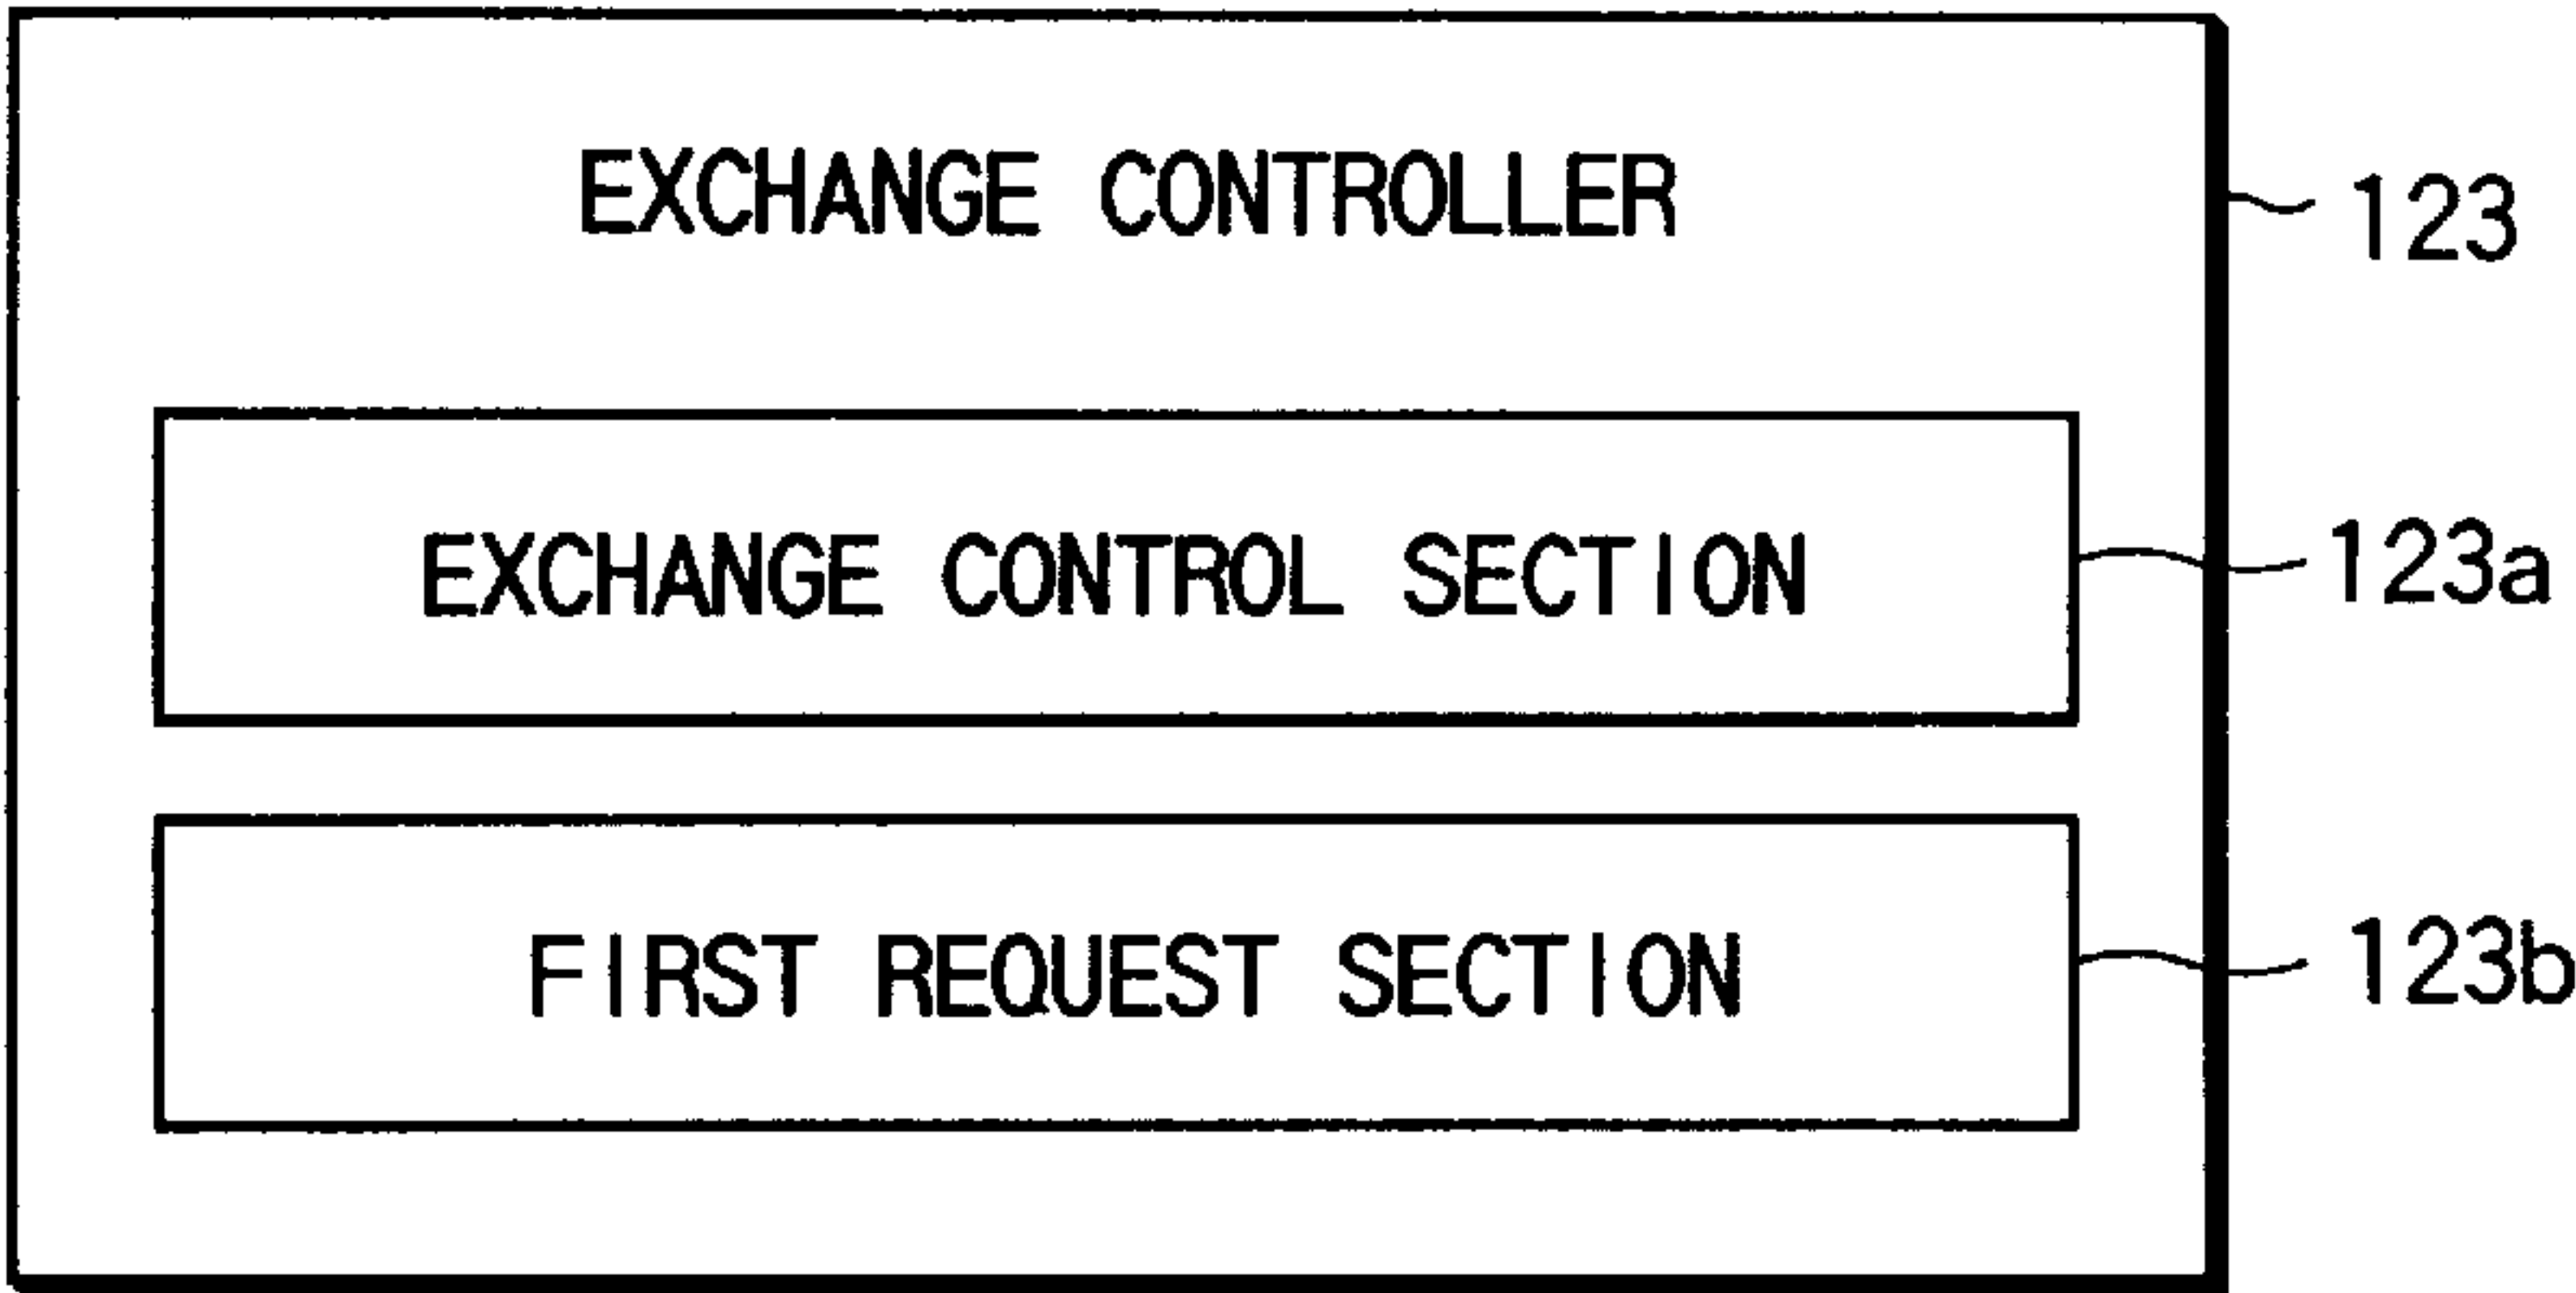 EXCHANGE CONTROLLER
123
EXCHANGE CONTROL SECTION
123a
FIRST REQUEST SECTION
123b